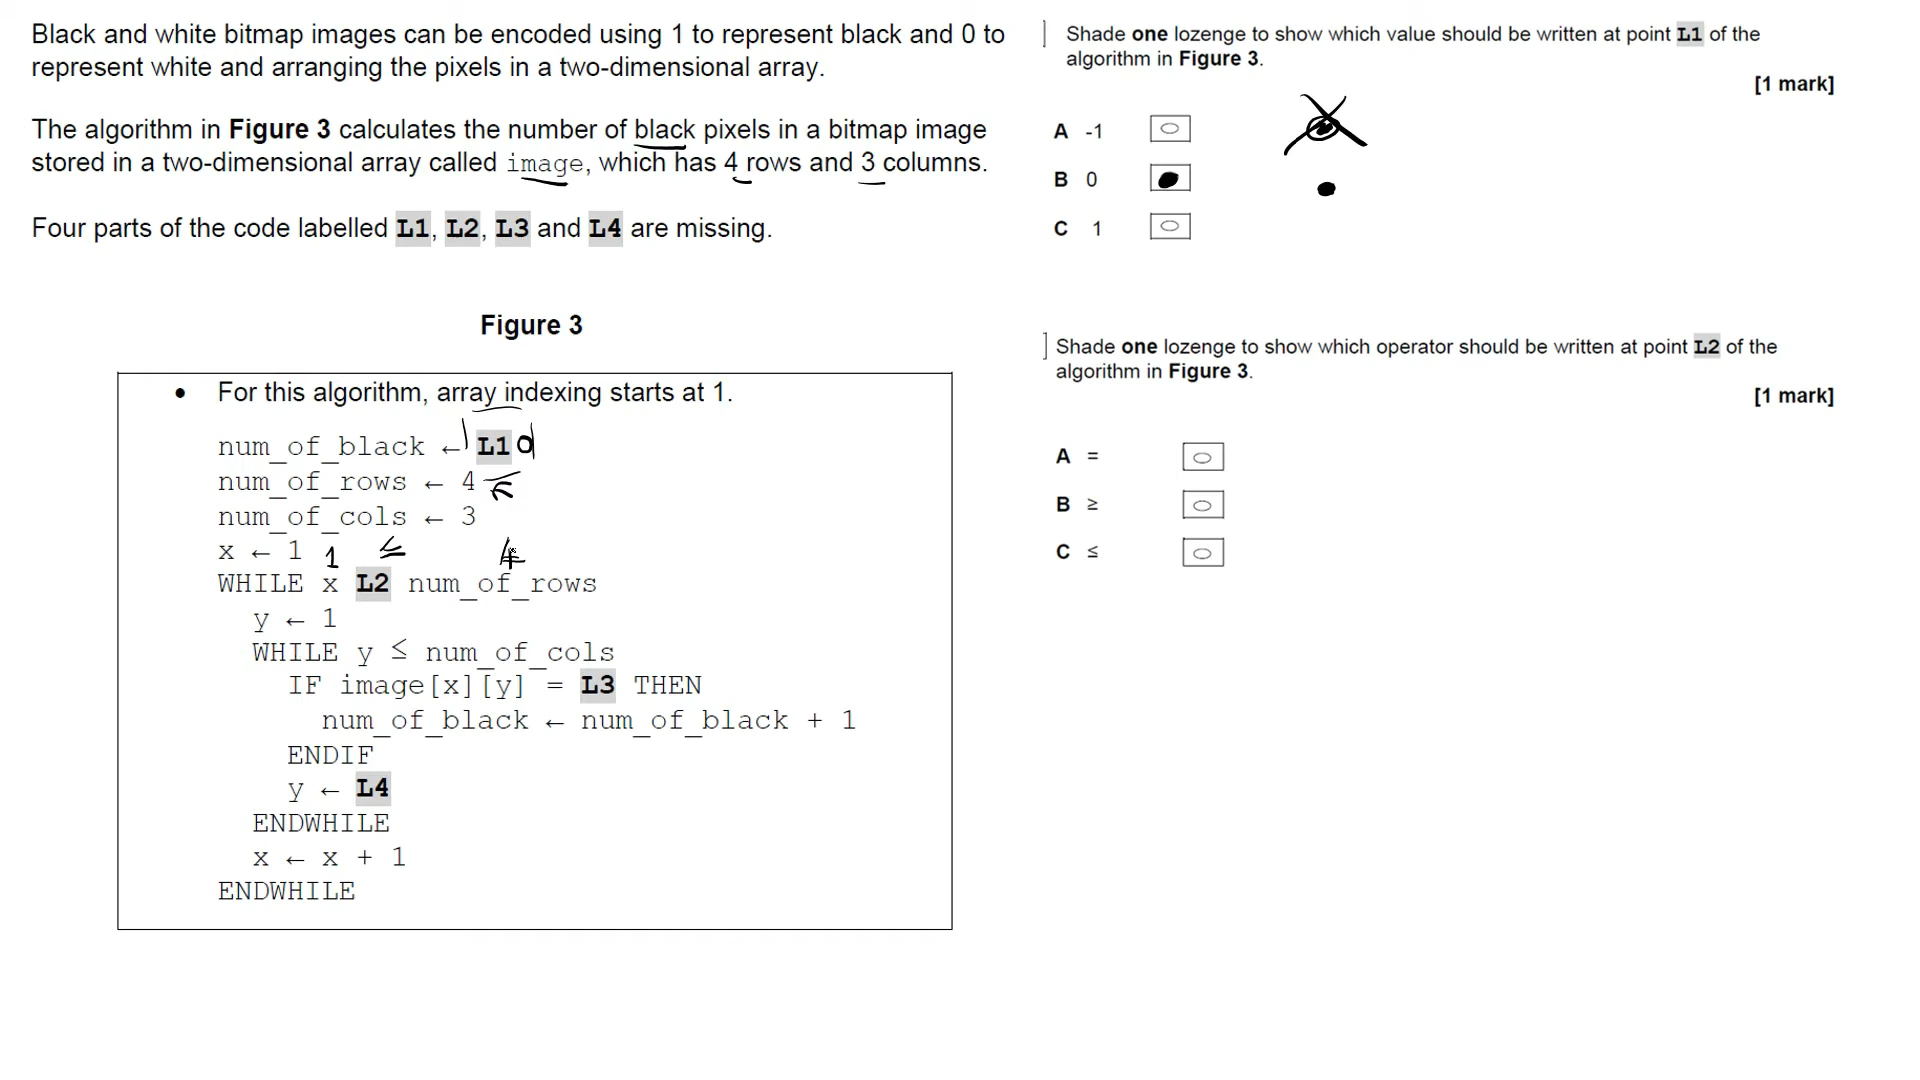 Black and white bitmap images can be encoded using 1 to represent black and 0 to
represent white and arranging the pixels in a two-dimensional array.
The algorithm in Figure 3 calculates the number of black pixels in a bitmap image
stored in a two-dimensional array called image, which has 4 rows and 3 columns.
Four parts of the code labelled L1, L2, L3 and L4 are missing.
Figure 3
• For this algorithm, array indexing starts at 1.
num_of_black ← L1 0
num_of_rows ← 4 ←
num_of_cols ← 3
x ← 1 1 ≤ 4
WHILE x L2 num_of_rows
y ← 1
WHILE y ≤ num_of_cols
IF image[x][y] = L3 THEN
num_of_black ← num_of_black + 1
ENDIF
y ← L4
ENDWHILE
x ← x + 1
ENDWHILE
Shade one lozenge to show which value should be written at point L1 of the
algorithm in Figure 3.
[1 mark]
A -1
B 0
C 1
Shade one lozenge to show which operator should be written at point L2 of the
algorithm in Figure 3.
[1 mark]
A =
B ≥
C ≤